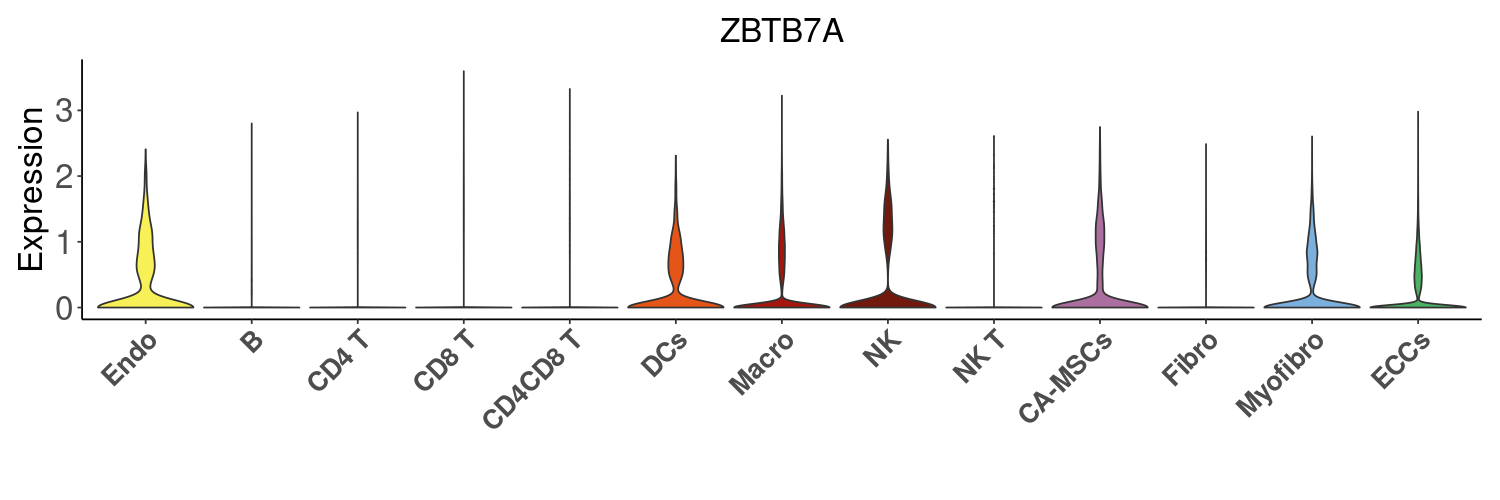 ZBTB7A
Expression
3
2
1
0
Endo
B
CD4 T
CD8 T
CD4CD8 T
DCs
Macro
NK
NK T
CA-MSCs
Fibro
Myofibro
ECCs